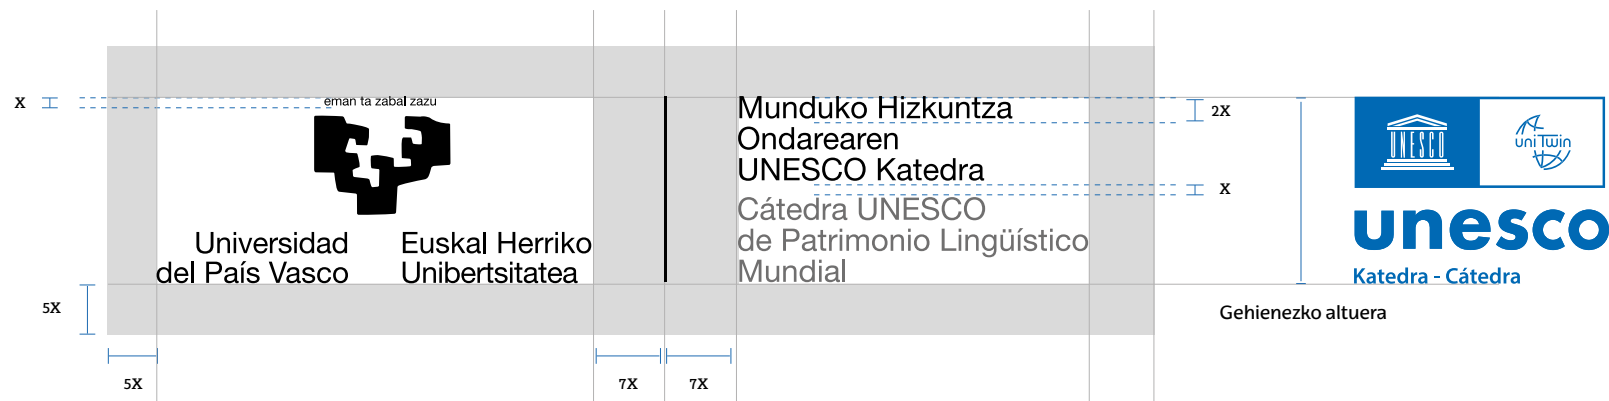 X
eman ta zabal zazu
Universidad
del País Vasco
Euskal Herriko
Unibertsitatea
5X
5X
7X
7X
Munduko Hizkuntza
Ondarearen
UNESCO Katedra
Cátedra UNESCO
de Patrimonio Lingüístico
Mundial
2X
X
UNESCO
uniTwin
unesco
Katedra - Cátedra
Gehienezko altuera